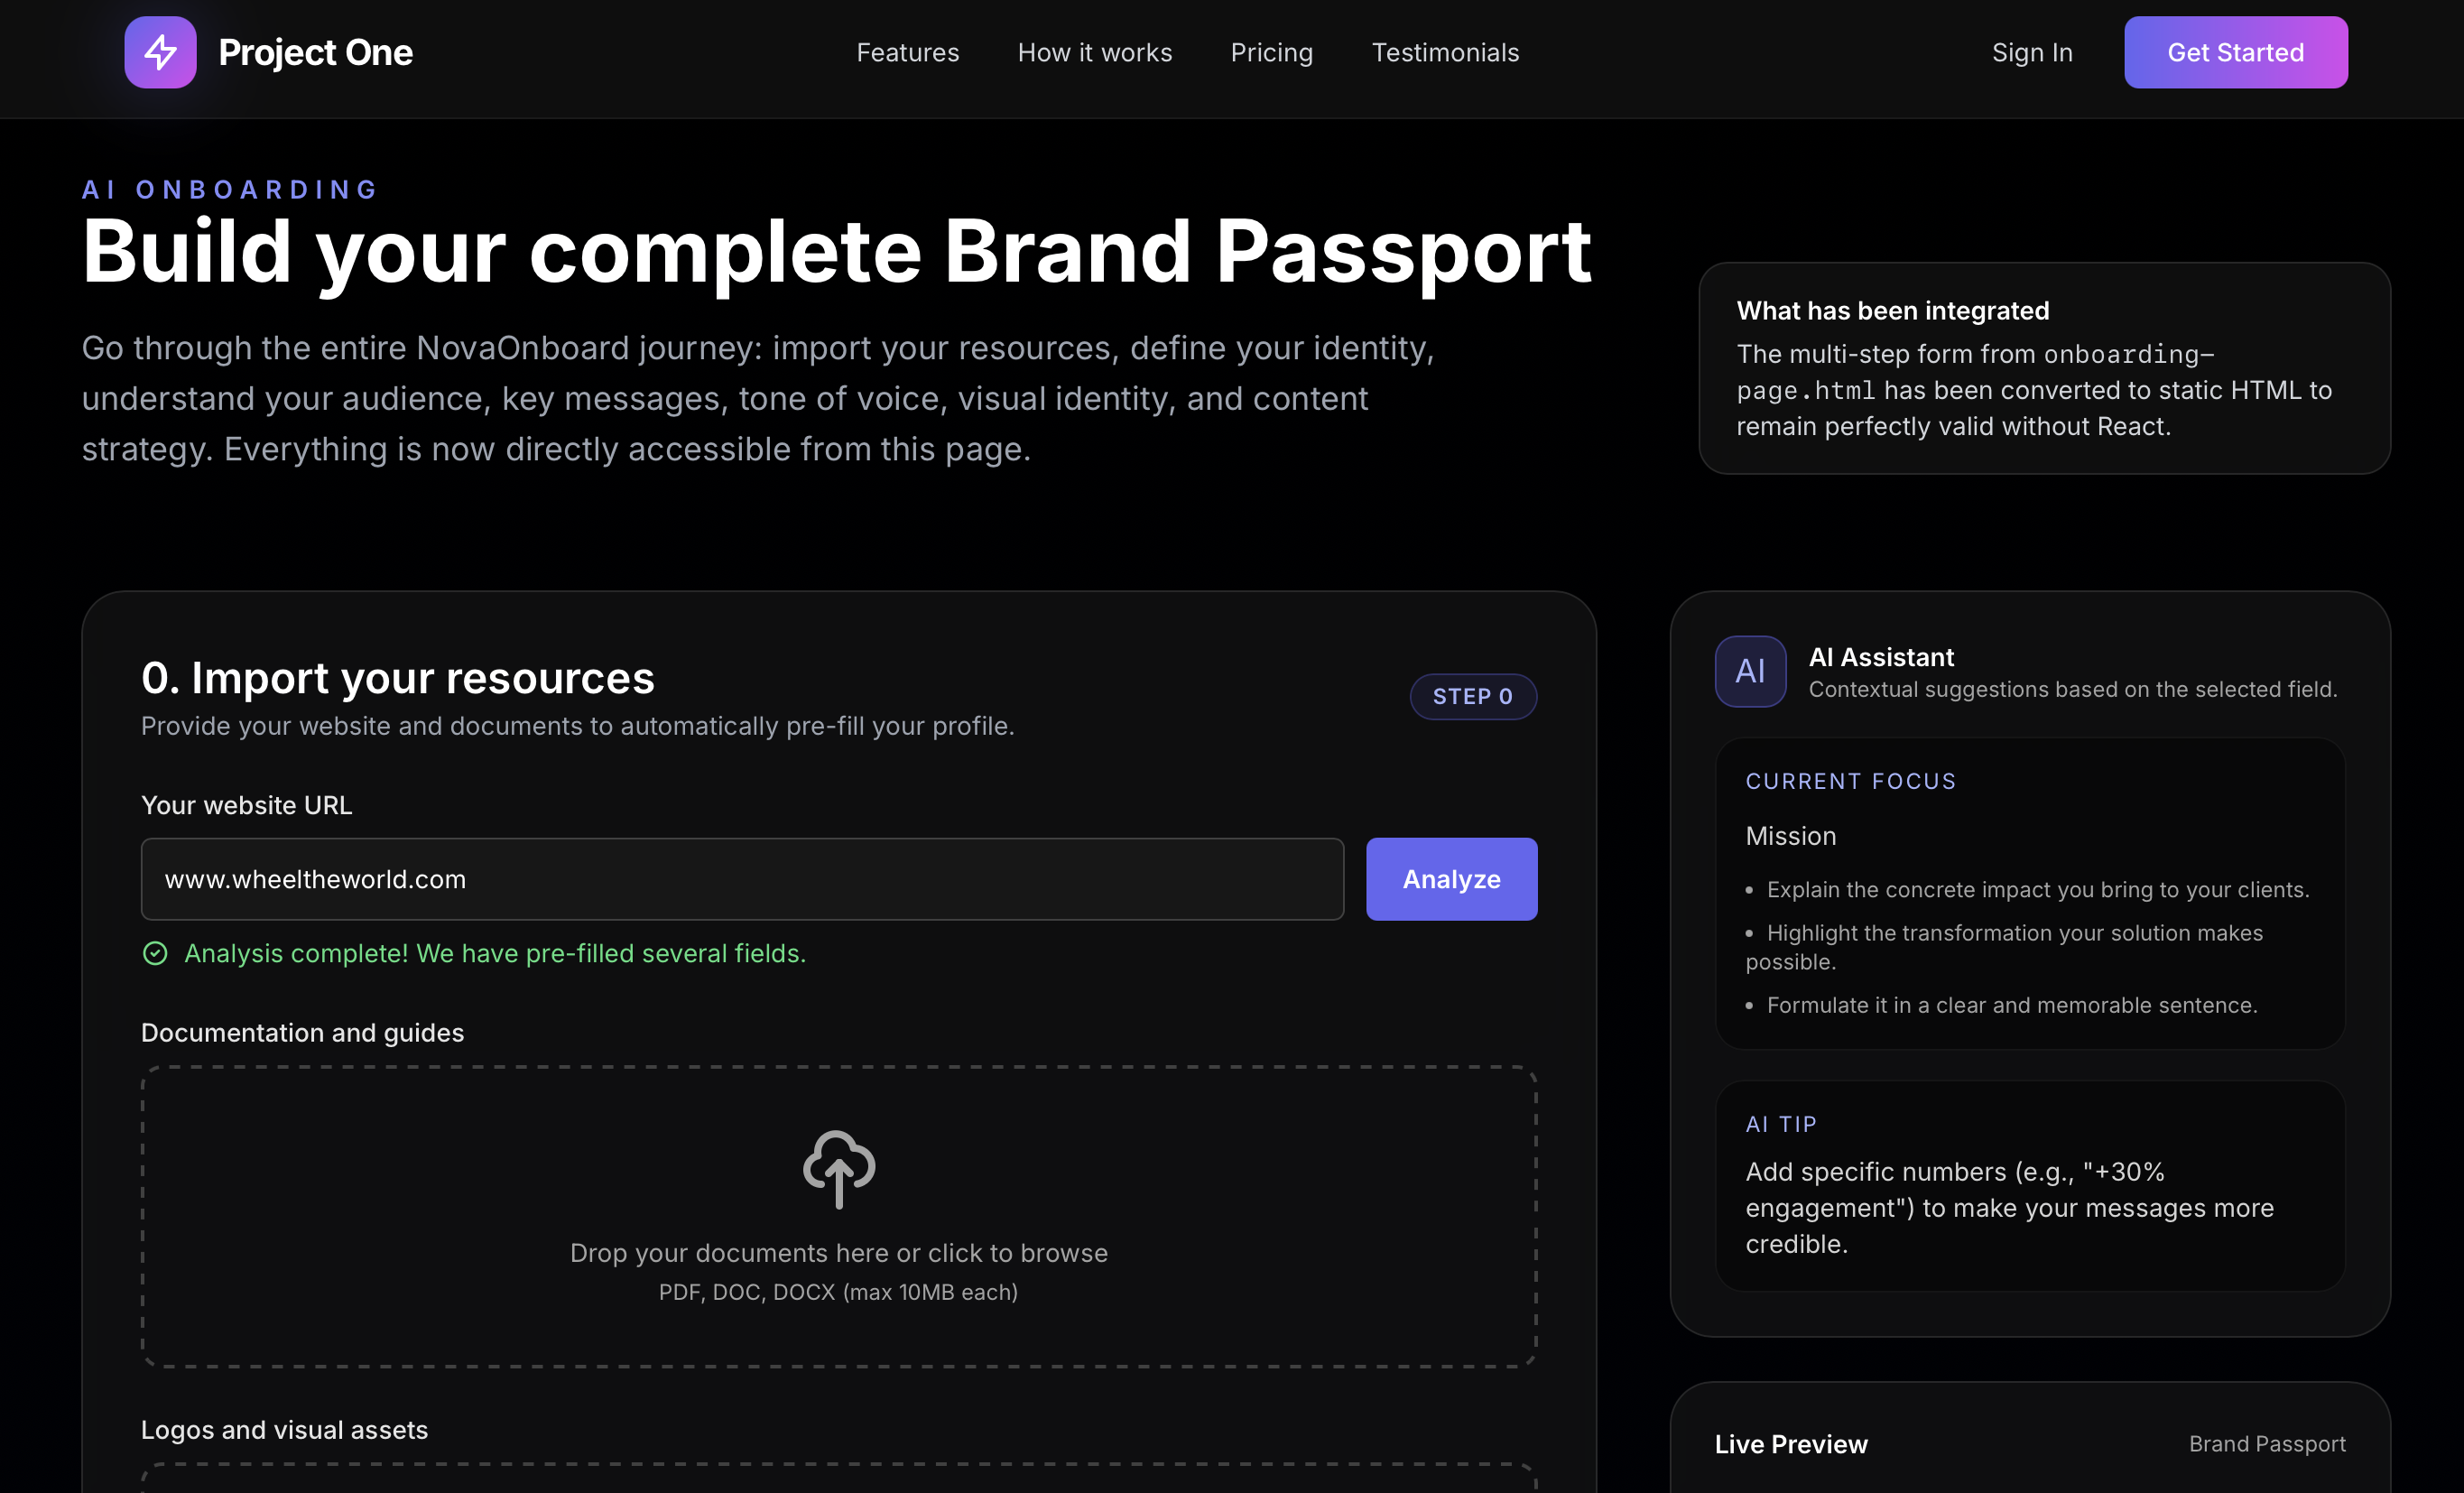 Project One
Features
How it works
Pricing
Testimonials
Sign In
Get Started
AI ONBOARDING
Build your complete Brand Passport
Go through the entire NovaOnboard journey: import your resources, define your identity,
understand your audience, key messages, tone of voice, visual identity, and content
strategy. Everything is now directly accessible from this page.
What has been integrated
The multi-step form from onboarding-
page.html has been converted to static HTML to
remain perfectly valid without React.
0. Import your resources
Provide your website and documents to automatically pre-fill your profile.
STEP 0
Your website URL
www.wheeltheworld.com
Analyze
Analysis complete! We have pre-filled several fields.
Documentation and guides
Drop your documents here or click to browse
PDF, DOC, DOCX (max 10MB each)
Logos and visual assets
AI
AI Assistant
Contextual suggestions based on the selected field.
CURRENT FOCUS
Mission
• Explain the concrete impact you bring to your clients.
• Highlight the transformation your solution makes
possible.
• Formulate it in a clear and memorable sentence.
AI TIP
Add specific numbers (e.g., "+30%
engagement") to make your messages more
credible.
Live Preview
Brand Passport